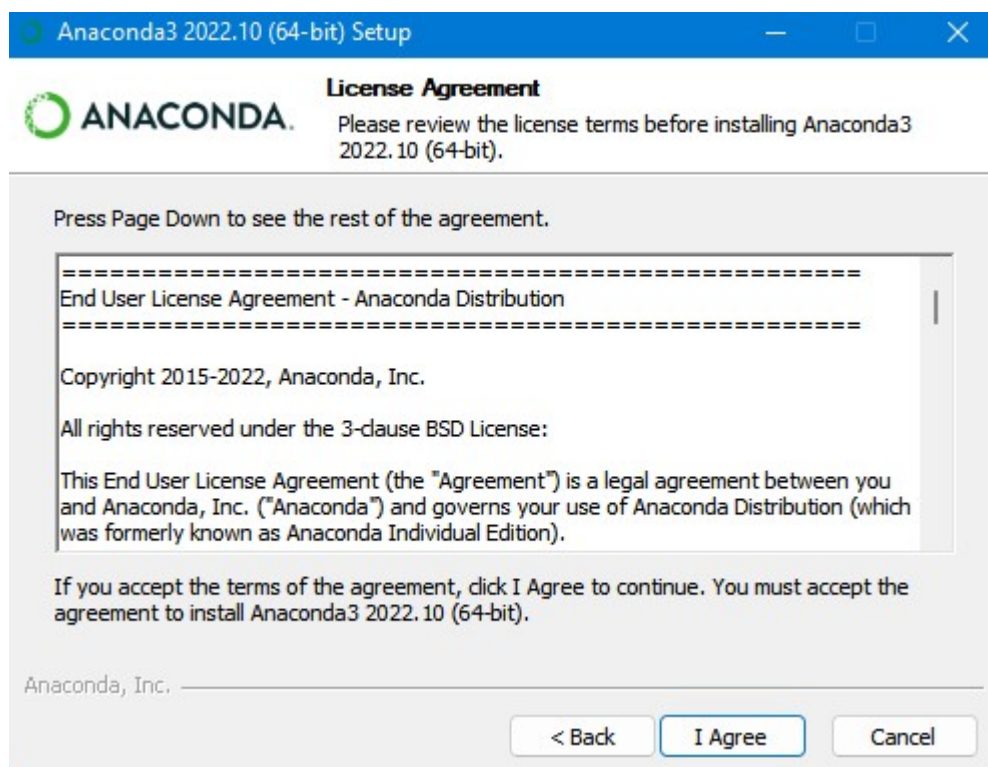 Anaconda3 2022.10 (64-bit) Setup
ANACONDA.
License Agreement
Please review the license terms before installing Anaconda3
2022.10 (64-bit).
Press Page Down to see the rest of the agreement.
==================================================
End User License Agreement - Anaconda Distribution
==================================================
Copyright 2015-2022, Anaconda, Inc.
All rights reserved under the 3-clause BSD License:
This End User License Agreement (the "Agreement") is a legal agreement between you
and Anaconda, Inc. ("Anaconda") and governs your use of Anaconda Distribution (which
was formerly known as Anaconda Individual Edition).
If you accept the terms of the agreement, click I Agree to continue. You must accept the
agreement to install Anaconda3 2022.10 (64-bit).
Anaconda, Inc.
< Back
I Agree
Cancel